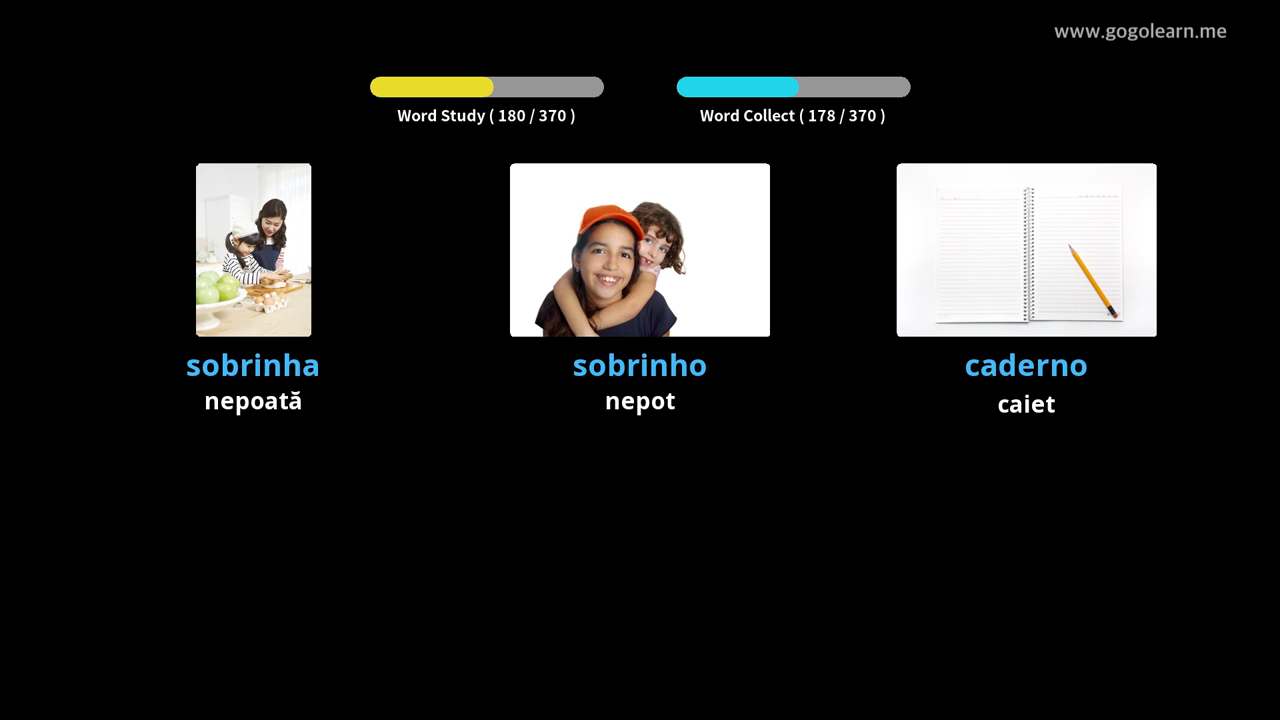 www.gogolearn.me
Word Study ( 180 / 370 )
Word Collect ( 178 / 370 )
sobrinha
nepoată
sobrinho
nepot
caderno
caiet